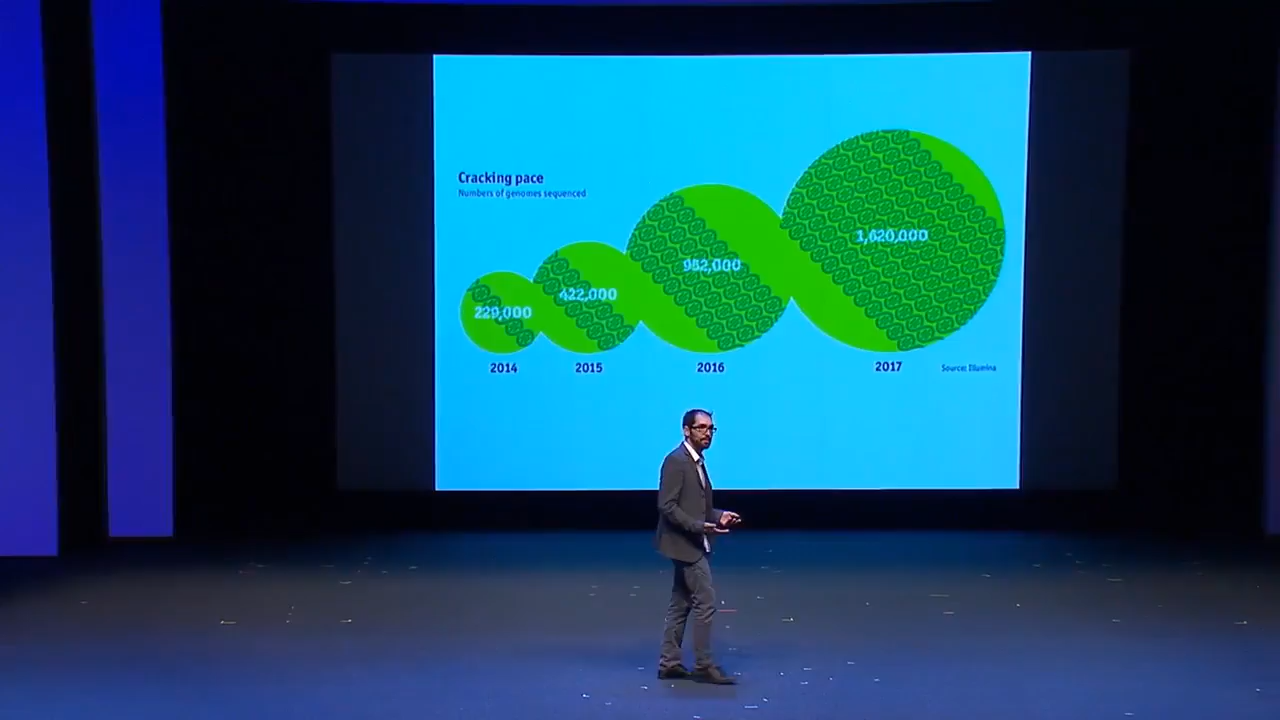 Cracking pace
Numbers of genomes sequenced
229,000
422,000
952,000
1,620,000
2014
2015
2016
2017
Source: Illumina